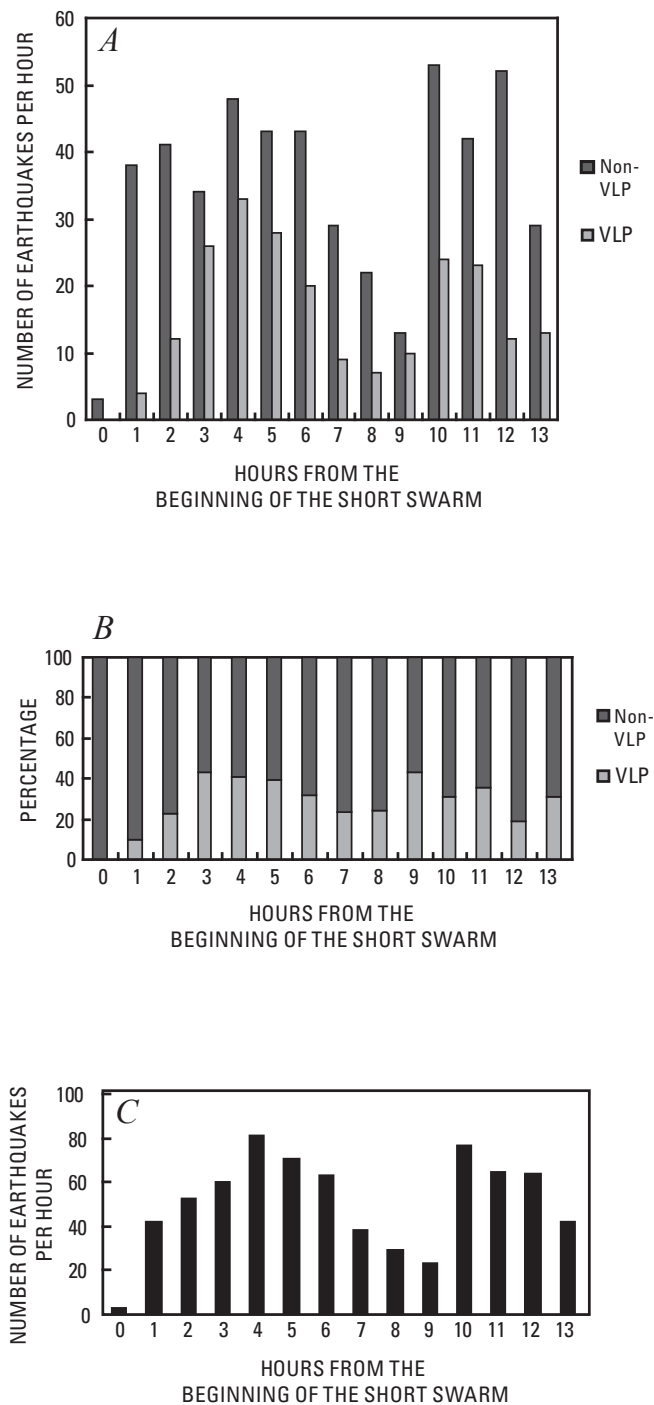 A
NUMBER OF EARTHQUAKES PER HOUR
60
50
40
30
20
10
0
0 1 2 3 4 5 6 7 8 9 10 11 12 13
HOURS FROM THE
BEGINNING OF THE SHORT SWARM
Non-
VLP
VLP
B
PERCENTAGE
100
80
60
40
20
0
0 1 2 3 4 5 6 7 8 9 10 11 12 13
HOURS FROM THE
BEGINNING OF THE SHORT SWARM
Non-
VLP
VLP
C
NUMBER OF EARTHQUAKES
PER HOUR
100
80
60
40
20
0
0 1 2 3 4 5 6 7 8 9 10 11 12 13
HOURS FROM THE
BEGINNING OF THE SHORT SWARM